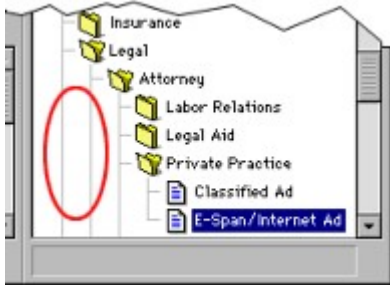 Insurance
Legal
Attorney
Labor Relations
Legal Aid
Private Practice
Classified Ad
E-Span/Internet Ad